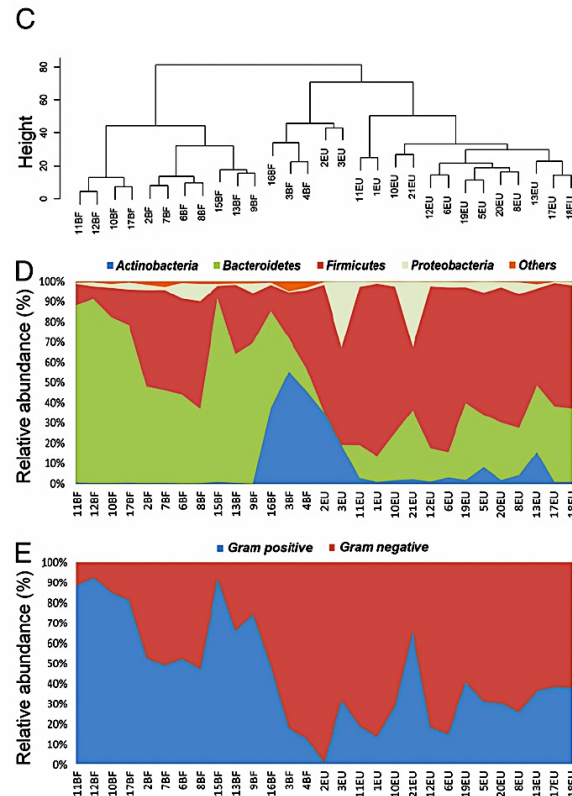 C
Height
0 20 40 60 80
11BF 12BF 10BF 17BF 2BF 7BF 6BF 8BF 15BF 13BF 9BF 16BF 3BF 4BF 2EU 3EU 11EU 1EU 10EU 21EU 12EU 6EU 19EU 5EU 20EU 8EU 13EU 17EU 18EU
D
Actinobacteria Bacteroidetes Firmicutes Proteobacteria Others
Relative abundance (%)
100%
90%
80%
70%
60%
50%
40%
30%
20%
10%
0%
11BF 12BF 10BF 17BF 2BF 7BF 6BF 8BF 15BF 13BF 9BF 16BF 3BF 4BF 2EU 3EU 11EU 1EU 10EU 21EU 12EU 6EU 19EU 5EU 20EU 8EU 13EU 17EU 18EU
E
Gram positive Gram negative
Relative abundance (%)
100%
90%
80%
70%
60%
50%
40%
30%
20%
10%
0%
11BF 12BF 10BF 17BF 2BF 7BF 6BF 8BF 15BF 13BF 9BF 16BF 3BF 4BF 2EU 3EU 11EU 1EU 10EU 21EU 12EU 6EU 19EU 5EU 20EU 8EU 13EU 17EU 18EU